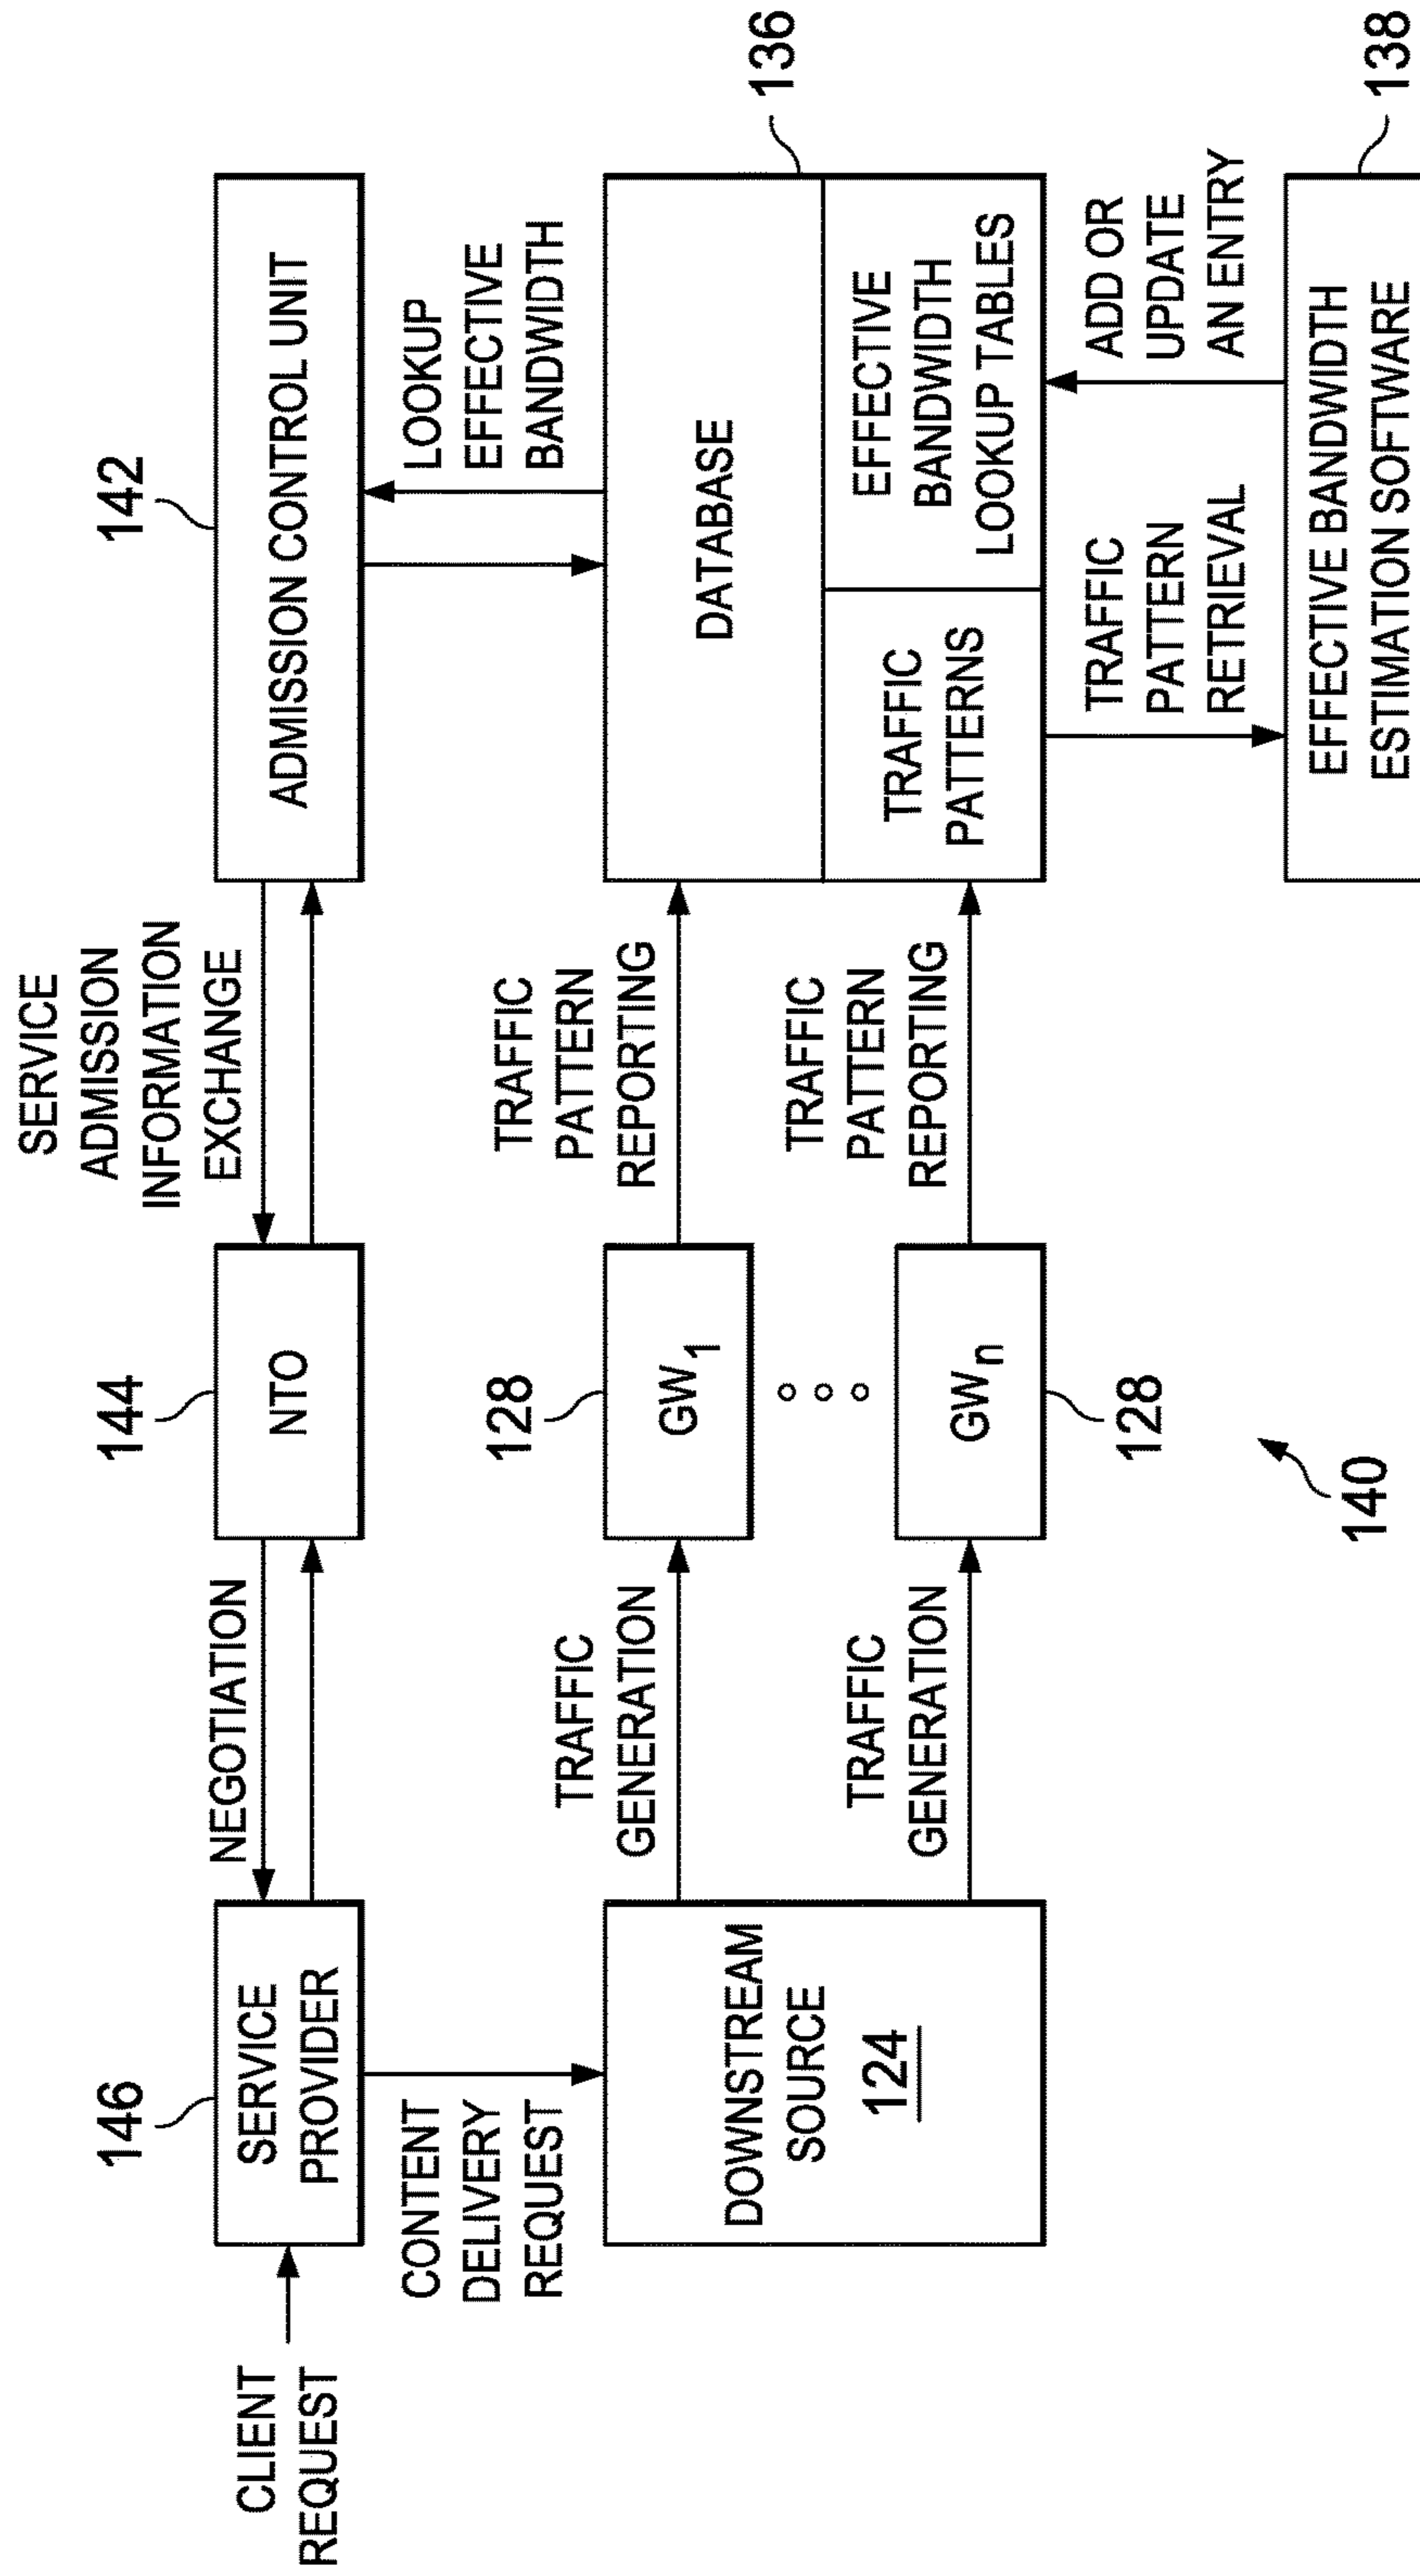 CLIENT
REQUEST
146
SERVICE
PROVIDER
NEGOTIATION
144
NTO
SERVICE
ADMISSION
INFORMATION
EXCHANGE
142
ADMISSION CONTROL UNIT
CONTENT
DELIVERY
REQUEST
LOOKUP
EFFECTIVE
BANDWIDTH
DOWNSTREAM
SOURCE
124
TRAFFIC
GENERATION
128
GW1
TRAFFIC
PATTERN
REPORTING
TRAFFIC
GENERATION
GWn
128
TRAFFIC
PATTERN
REPORTING
136
DATABASE
TRAFFIC
PATTERNS
EFFECTIVE
BANDWIDTH
LOOKUP TABLES
TRAFFIC
PATTERN
RETRIEVAL
ADD OR
UPDATE
AN ENTRY
138
EFFECTIVE BANDWIDTH
ESTIMATION SOFTWARE
140